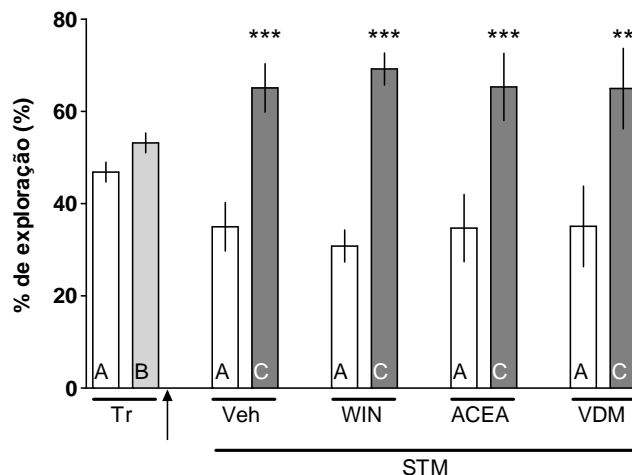 % de exploração (%)
80
60
40
20
0
*** *** *** **
A B A C A C A C A C
Tr Veh WIN ACEA VDM
STM